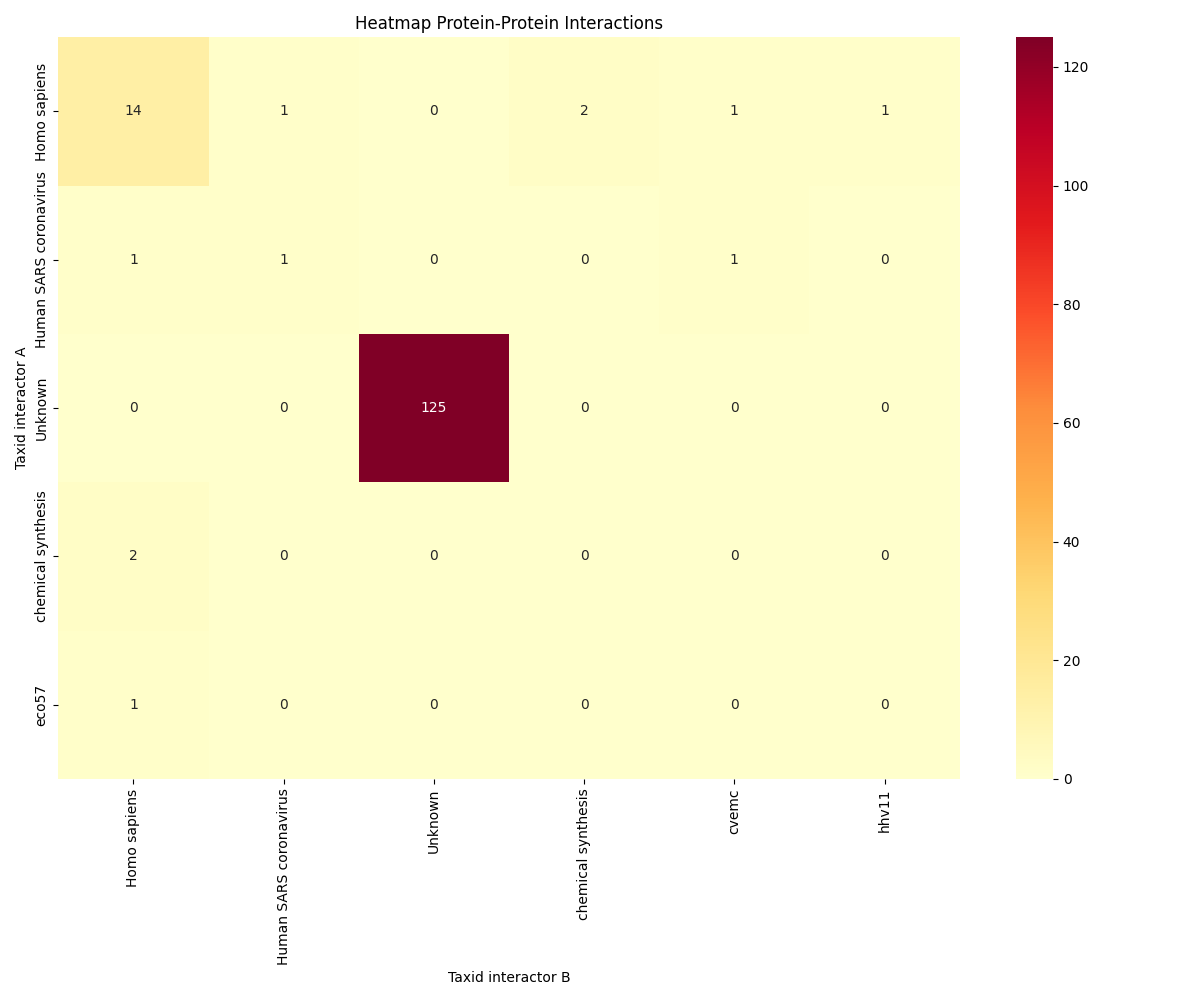 Heatmap Protein-Protein Interactions
Taxid interactor A
Homo sapiens
14 1 0 2 1 1
Human SARS coronavirus
1 1 0 0 1 0
Unknown
0 0 125 0 0 0
chemical synthesis
2 0 0 0 0 0
eco57
1 0 0 0 0 0
Homo sapiens
Human SARS coronavirus
Unknown
chemical synthesis
cvemc
hhv11
Taxid interactor B
120
100
80
60
40
20
0